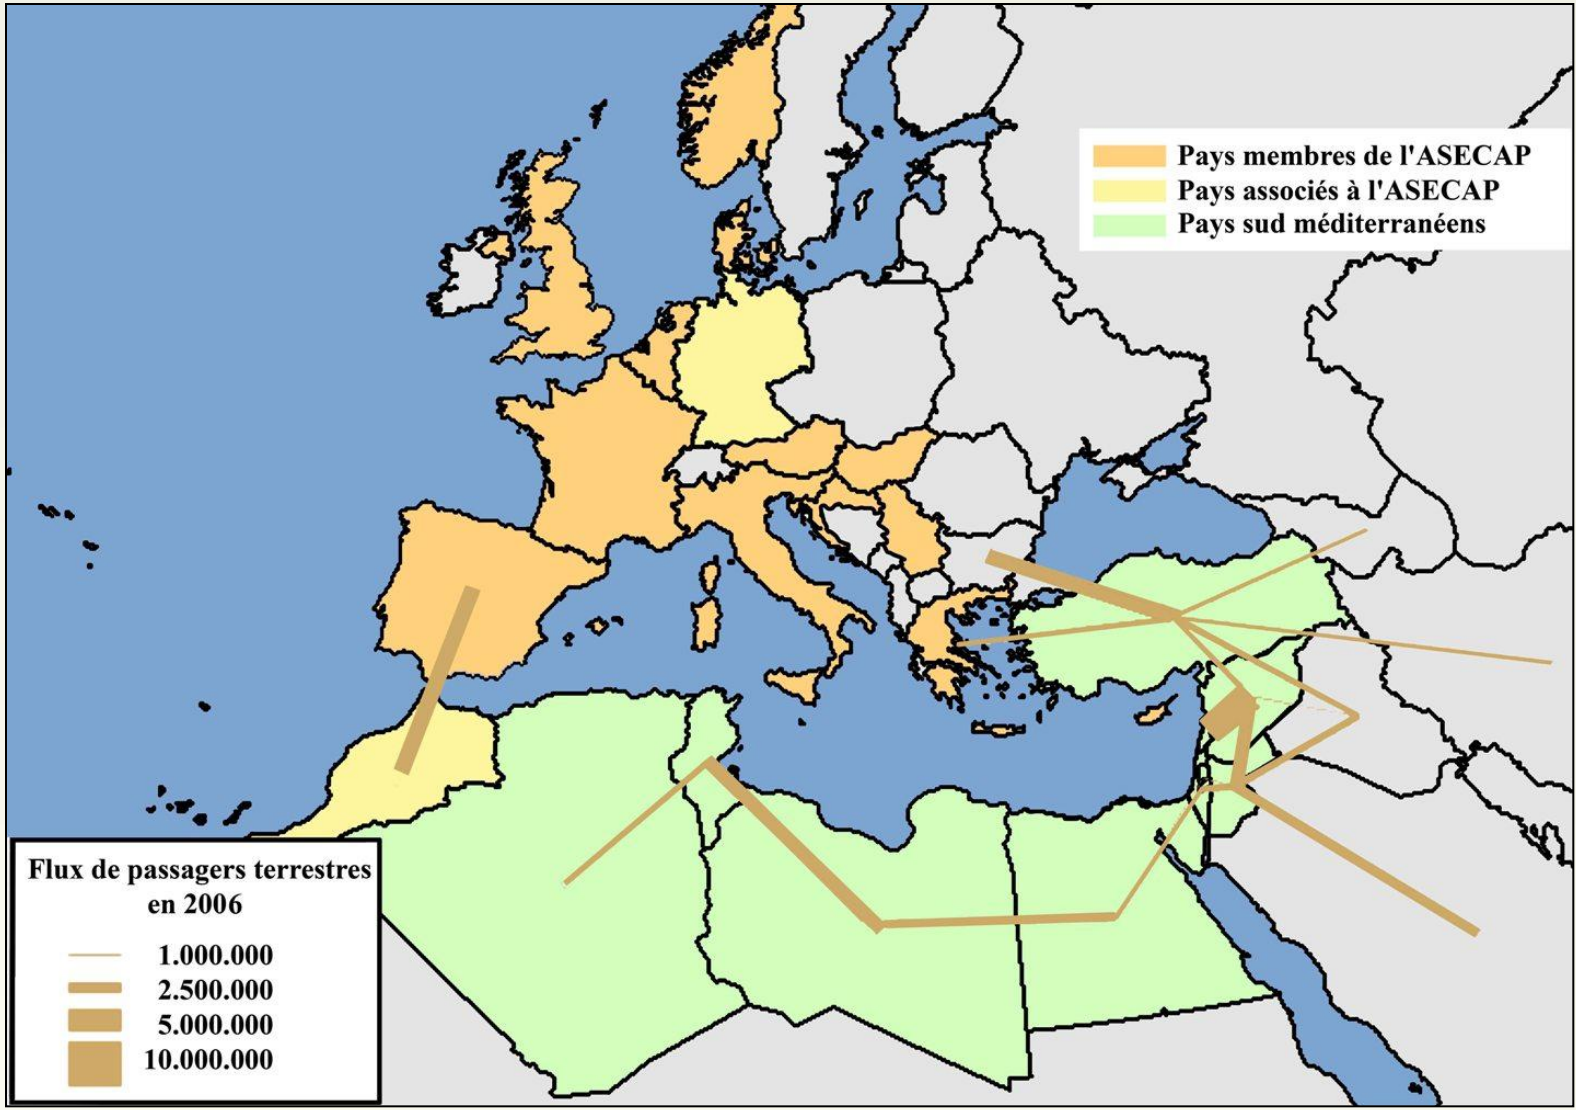 Pays membres de l'ASECAP
Pays associés à l'ASECAP
Pays sud méditerranéens
Flux de passagers terrestres
en 2006
1.000.000
2.500.000
5.000.000
10.000.000